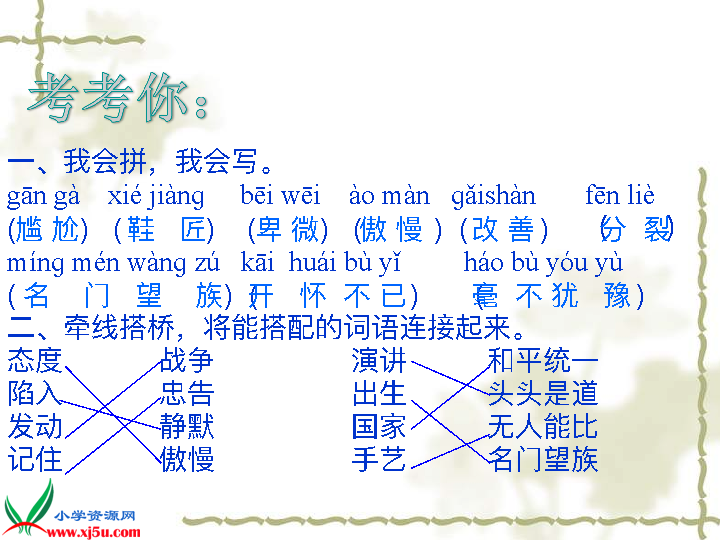 考考你：
一、我会拼，我会写。
gān gà xié jiàng bēi wēi ào màn gǎishàn fēn liè
(尴尬) (鞋 匠) (卑微) (傲慢) (改善) (分 裂)
míng mén wàng zú kāi huái bù yǐ háo bù yóu yù
(名 门 望 族) (开 怀 不已) (毫 不犹 豫)
二、牵线搭桥，将能搭配的词语连接起来。
态度 战争 演讲 和平统一
陷入 忠告 出生 头头是道
发动 静默 国家 无人能比
记住 傲慢 手艺 名门望族
小学资源网
www.xj5u.com